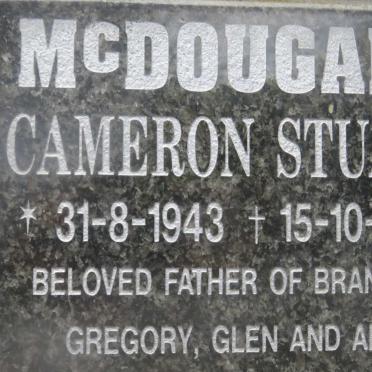 McDOUGA
CAMERON STU
* 31-8-1943 † 15-10-
BELOVED FATHER OF BRAN
GREGORY, GLEN AND A